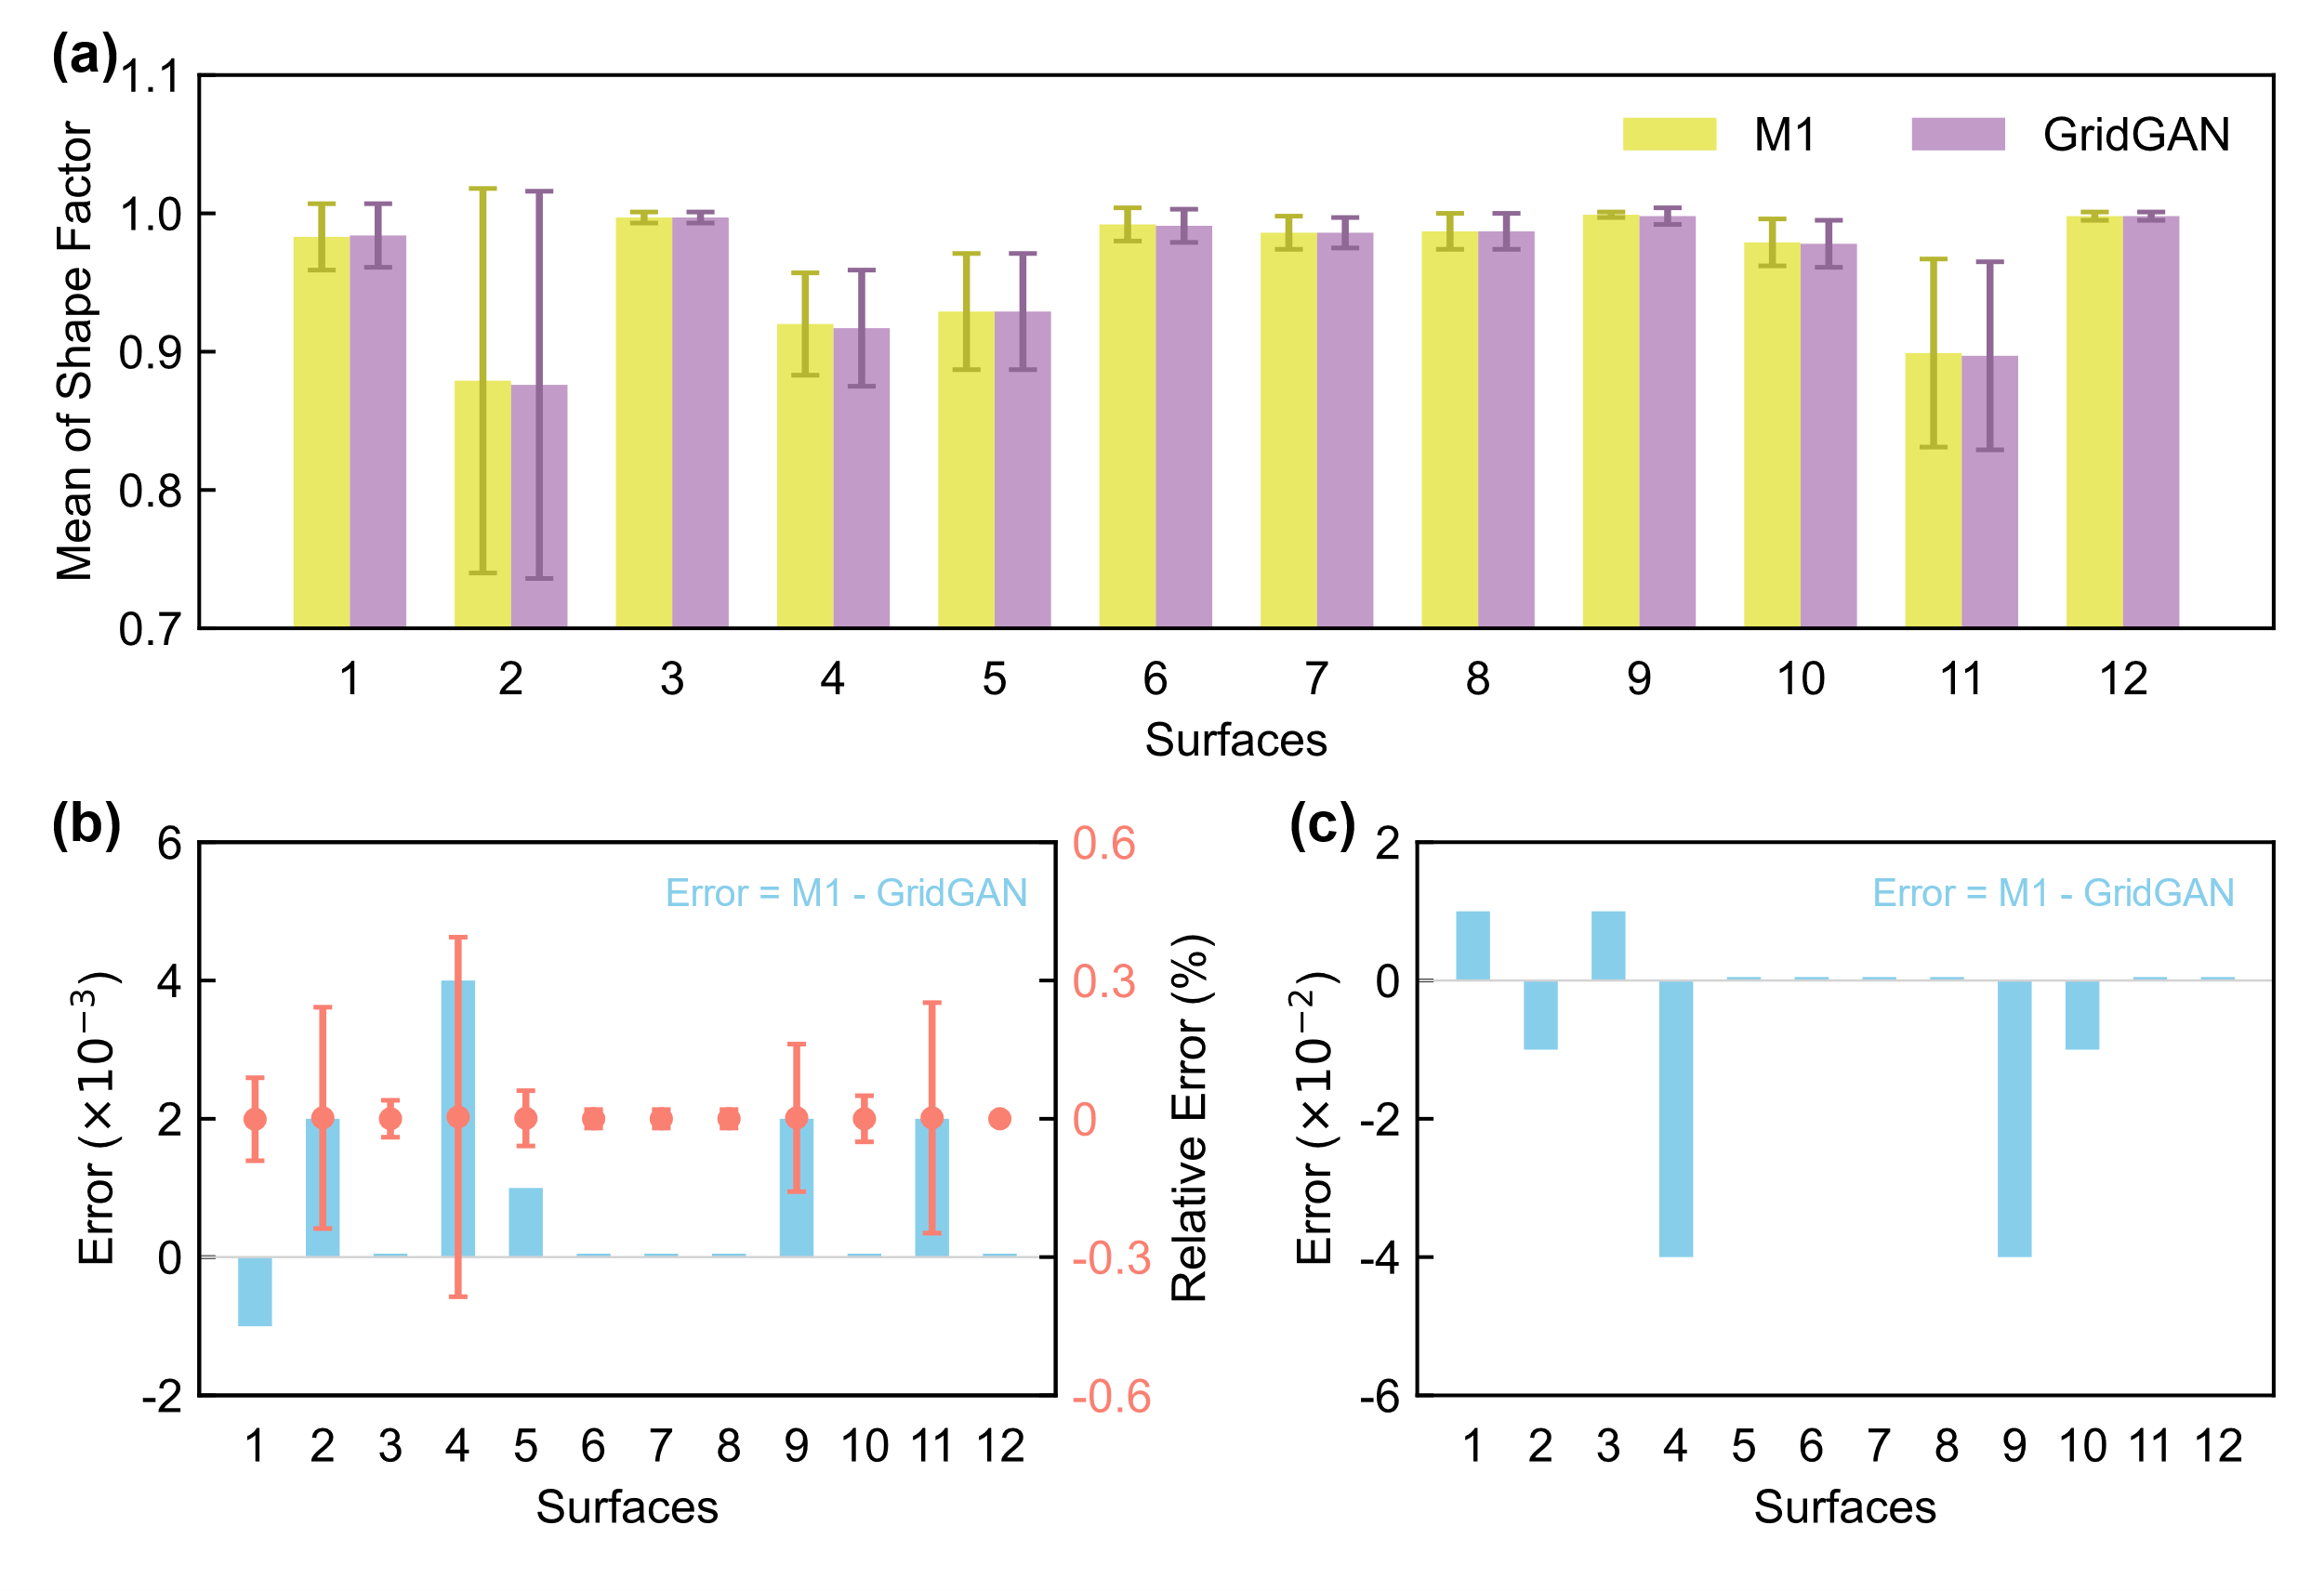 (a)
1.1
1.0
0.9
0.8
0.7
Mean of Shape Factor
M1 GridGAN
1 2 3 4 5 6 7 8 9 10 11 12
Surfaces
(b)
6
4
2
0
-2
Error (×10⁻³)
Error = M1 - GridGAN
0.6
0.3
0
-0.3
-0.6
Relative Error (%)
1 2 3 4 5 6 7 8 9 10 11 12
Surfaces
(c)
2
0
-2
-4
-6
Error (×10⁻²)
Error = M1 - GridGAN
1 2 3 4 5 6 7 8 9 10 11 12
Surfaces